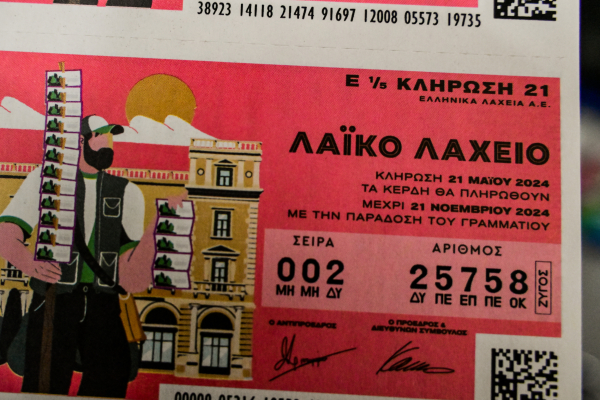 38923 14118 21474 91697 12008 05573 19735
Ε 1/5 ΚΛΗΡΩΣΗ 21
ΕΛΛΗΝΙΚΑ ΛΑΧΕΙΑ Α.Ε.
ΛΑΪΚΟ ΛΑΧΕΙΟ
ΚΛΗΡΩΣΗ 21 ΜΑΪΟΥ 2024
ΤΑ ΚΕΡΔΗ ΘΑ ΠΛΗΡΩΘΟΥΝ
ΜΕΧΡΙ 21 ΝΟΕΜΒΡΙΟΥ 2024
ΜΕ ΤΗΝ ΠΑΡΑΔΟΣΗ ΤΟΥ ΓΡΑΜΜΑΤΙΟΥ
ΣΕΙΡΑ
002
ΜΗ ΜΗ ΔΥ
ΑΡΙΘΜΟΣ
25758
ΔΥ ΠΕ ΕΠ ΠΕ ΟΚ
ΖΥΓΟΣ
Ο ΑΝΤΙΠΡΟΕΔΡΟΣ
Ο ΠΡΟΕΔΡΟΣ &
ΔΙΕΥΘΥΝΩΝ ΣΥΜΒΟΥΛΟΣ